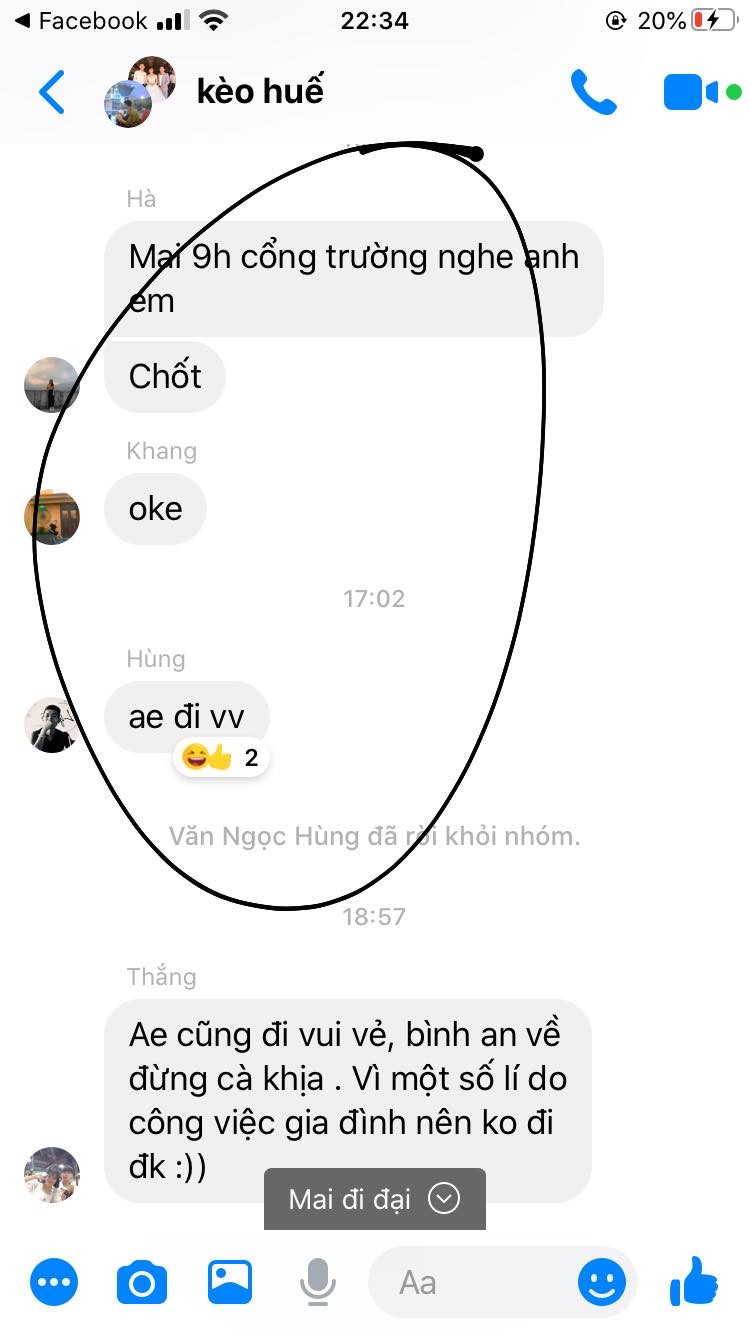 Facebook
22:34
20%
kèo huế
Hà
Mai 9h cổng trường nghe anh
em
Chốt
Khang
oke
17:02
Hùng
ae đi vv
2
Văn Ngọc Hùng đã rời khỏi nhóm.
18:57
Thắng
Ae cũng đi vui vẻ, bình an về
đừng cà khịa . Vì một số lí do
công việc gia đình nên ko đi
đk :))
Mai đi đại
Aa